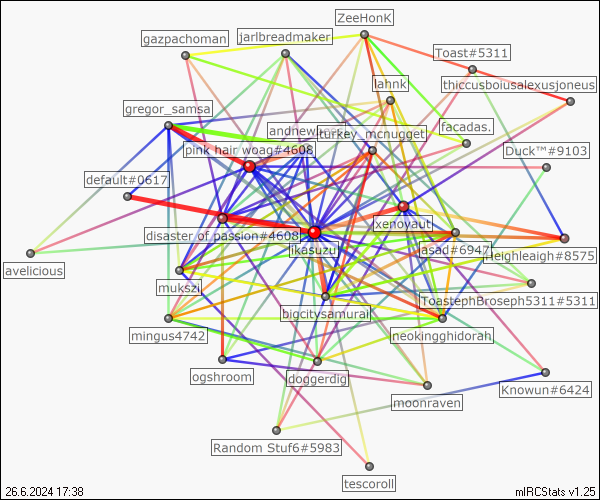 ZeeHonK
gazpachoman
jarlbreadmaker
Toast#5311
thiccusboiusalexusjoneus
lahnk
gregor_samsa
facadas.
turkey_mcnugget
pink hair woag#4608
Duck™#9103
default#0617
xenoyaut
disaster of passion#4608
ikasuzu
asad#6947
Heighleaigh#8575
avelicious
mukszi
ToastephBroseph5311#5311
bigcitysamurai
mingus4742
neokingghidorah
ogshroom
doggerdig
Knowun#6424
moonraven
Random Stuf6#5983
tescoroll
26.6.2024 17:38
mIRCStats v1.25